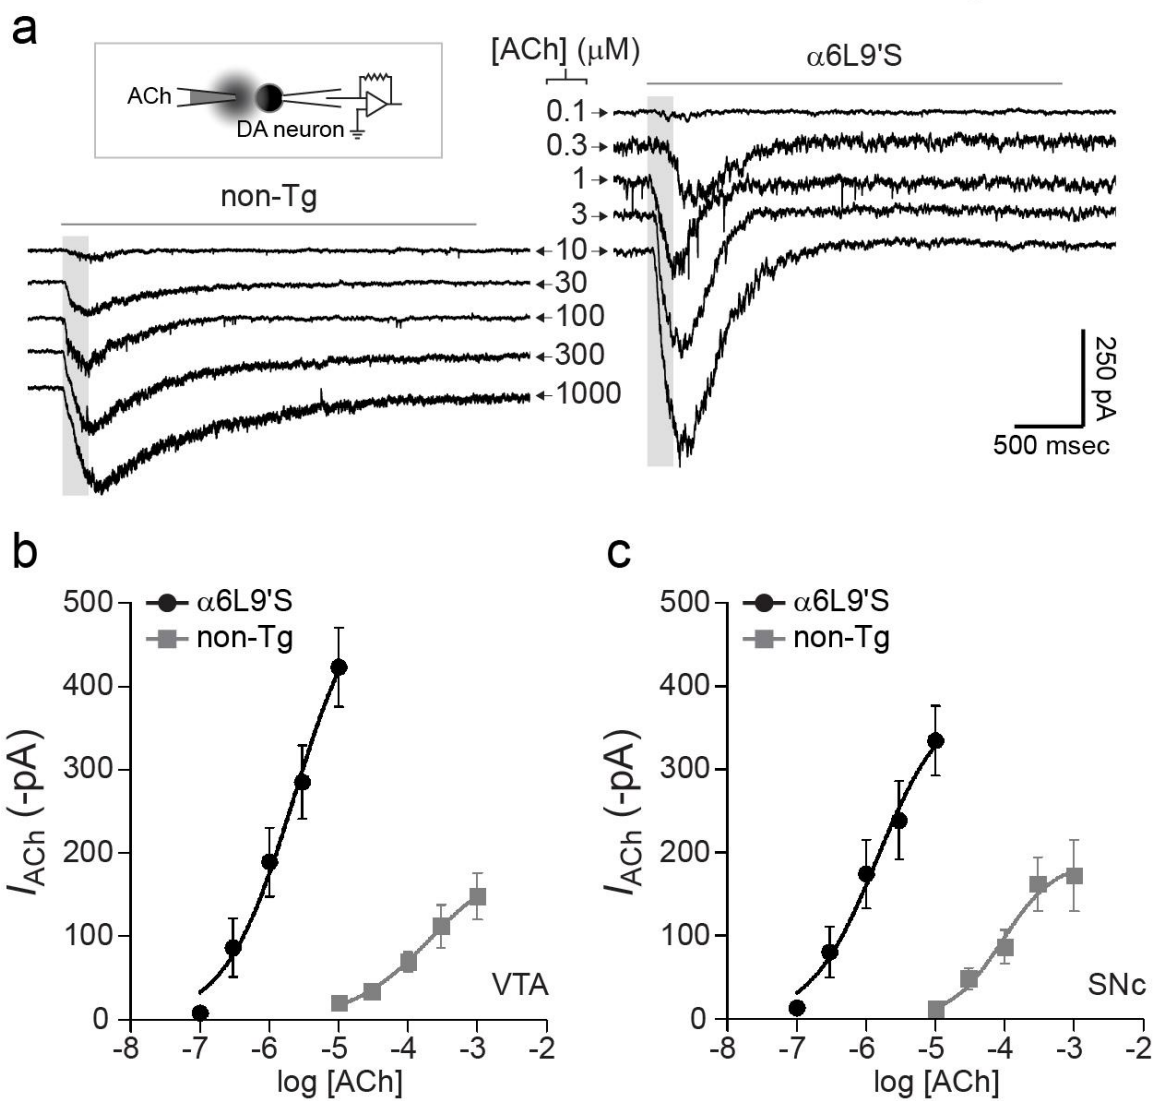 a
[ACh] (μM)
α6L9'S
ACh
DA neuron
non-Tg
0.1
0.3
1
3
10
30
100
300
1000
250 pA
500 msec
b
α6L9'S
non-Tg
500
400
300
200
100
0
IACh (-pA)
VTA
-8 -7 -6 -5 -4 -3 -2
log [ACh]
c
α6L9'S
non-Tg
500
400
300
200
100
0
IACh (-pA)
SNc
-8 -7 -6 -5 -4 -3 -2
log [ACh]